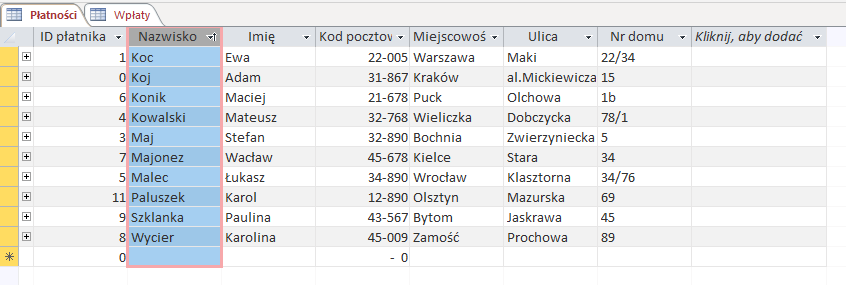 Płatności Wpłaty
ID płatnika Nazwisko Imię Kod pocztow Miejscowoś Ulica Nr domu Kliknij, aby dodać
1 Koc Ewa 22-005 Warszawa Maki 22/34
0 Koj Adam 31-867 Kraków al.Mickiewicza 15
6 Konik Maciej 21-678 Puck Olchowa 1b
4 Kowalski Mateusz 32-768 Wieliczka Dobczycka 78/1
3 Maj Stefan 32-890 Bochnia Zwierzyniecka 5
7 Majonez Wacław 45-678 Kielce Stara 34
5 Malec Łukasz 34-890 Wrocław Klasztorna 34/76
11 Paluszek Karol 12-890 Olsztyn Mazurska 69
9 Szklanka Paulina 43-567 Bytom Jaskrawa 45
8 Wycier Karolina 45-009 Zamość Prochowa 89
0 - 0